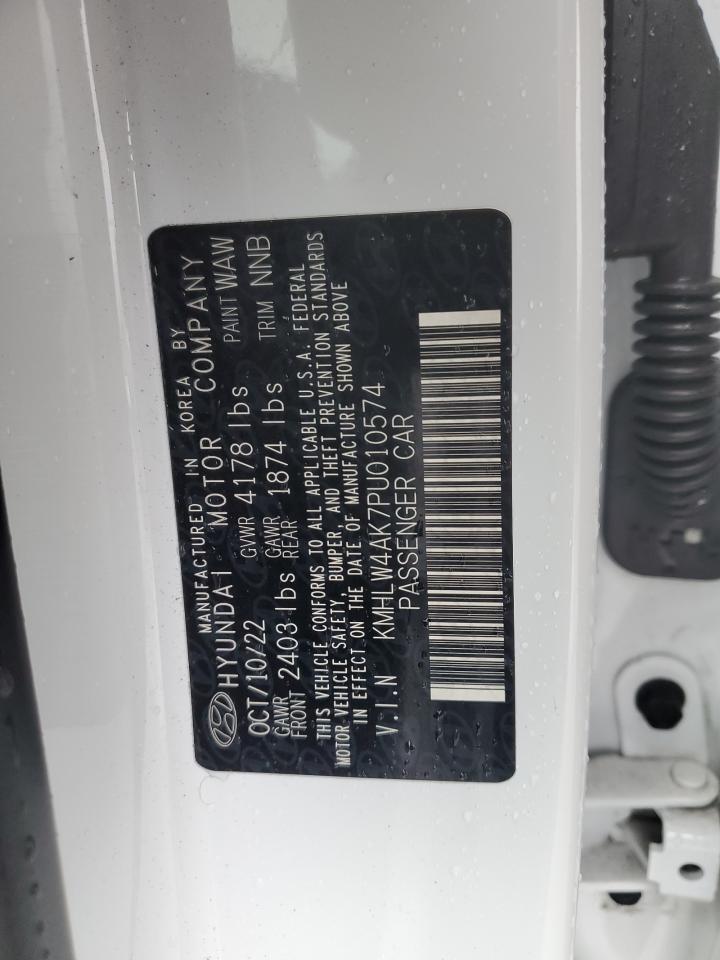 MANUFACTURED IN KOREA BY
HYUNDAI MOTOR COMPANY
OCT/10/22 GVWR 4178 lbs PAINT WAW
GAWR FRONT 2403 lbs GAWR REAR 1874 lbs TRIM NNB
THIS VEHICLE CONFORMS TO ALL APPLICABLE U.S.A. FEDERAL
MOTOR VEHICLE SAFETY, BUMPER, AND THEFT PREVENTION STANDARDS
IN EFFECT ON THE DATE OF MANUFACTURE SHOWN ABOVE
V.I.N KMHLW4AK7PU010574
PASSENGER CAR